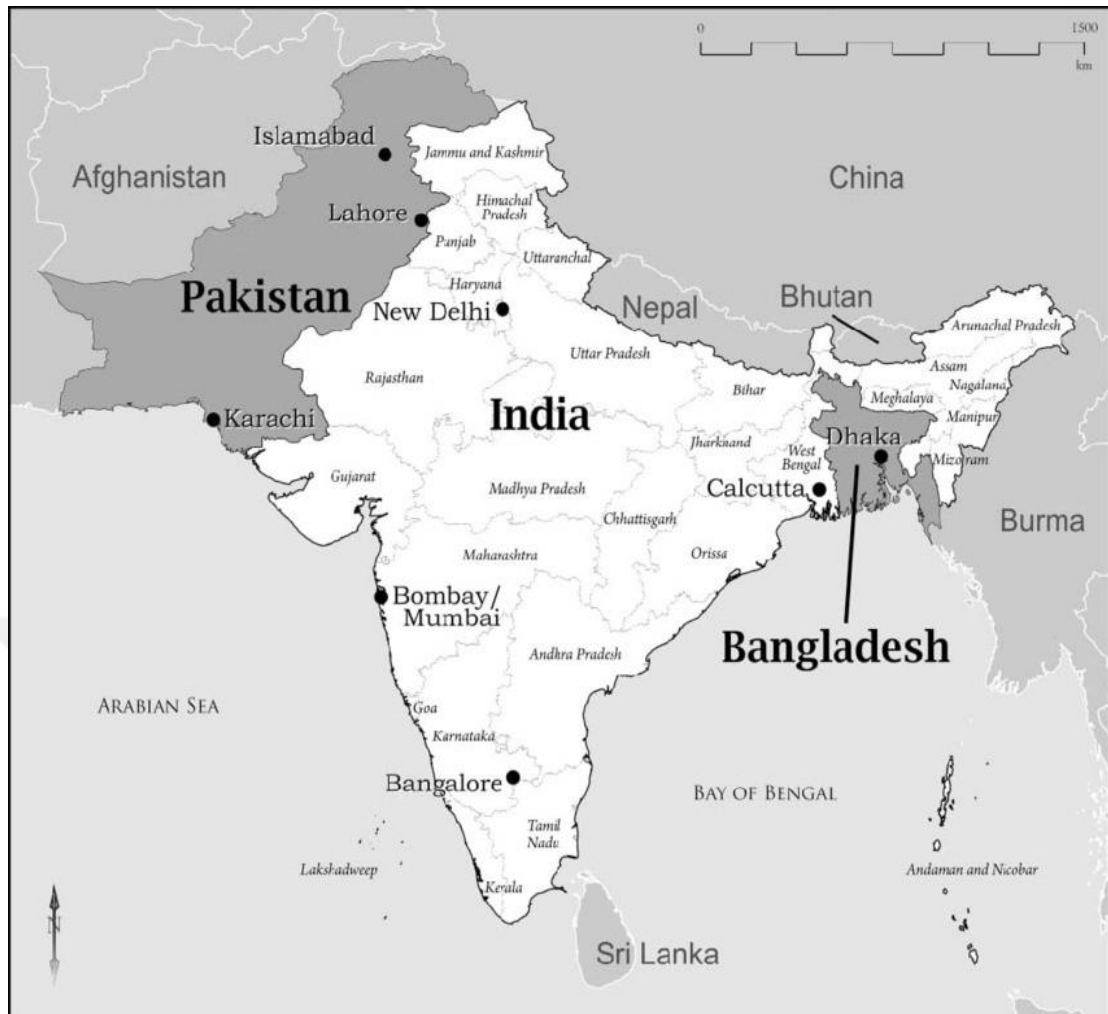 0
1500
km
Islamabad
Jammu and Kashmir
Afghanistan
China
Himachal
Pradesh
Lahore
Punjab
Uttaranchal
Haryana
Pakistan
New Delhi
Nepal
Bhutan
Arunachal Pradesh
Uttar Pradesh
Assam
Rajasthan
Bihar
Nagaland
Meghalaya
India
Manipur
Karachi
Jharknand
Dhaka
West
Bengal
Mizoram
Gujarat
Madhya Pradesh
Calcutta
Chhattisgarh
Burma
Maharashtra
Orissa
Bombay/
Mumbai
Andhra Pradesh
Bangladesh
ARABIAN SEA
Goa
Karnataka
Bangalore
BAY OF BENGAL
Tamil
Nadu
Lakshadweep
Andaman and Nicobar
Kerala
N
Sri Lanka